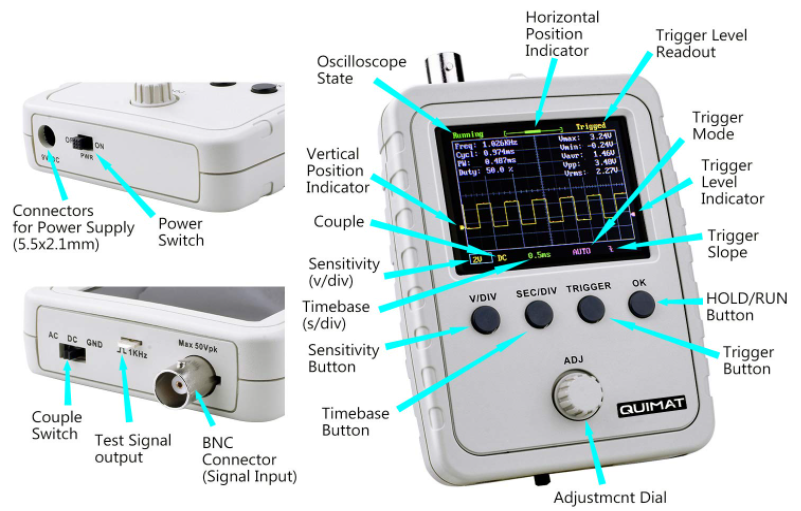 Horizontal
Position
Indicator
Trigger Level
Readout
Oscilloscope
State
Trigger
Mode
Vertical
Position
Indicator
Trigger
Level
Indicator
Couple
Trigger
Slope
Sensitivity
(v/div)
Timebase
(s/div)
HOLD/RUN
Button
Sensitivity
Button
Trigger
Button
Timebase
Button
Adjustmcnt Dial
Running
Trigged
Freq: 1.026KHz
Cycl: 0.974ms
PW: 0.487ms
Duty: 50.0 %
Vmax: 3.24V
Vmin: -0.24V
Vavr: 1.46V
Vpp: 3.48V
Vrms: 2.27V
2V DC 0.5ms AUTO
V/DIV SEC/DIV TRIGGER OK
ADJ
QUIMAT
ON
PWR
Connectors
for Power Supply
(5.5x2.1mm)
Power
Switch
AC DC GND
1KHz
Max 50Vpk
Couple
Switch
Test Signal
output
BNC
Connector
(Signal Input)